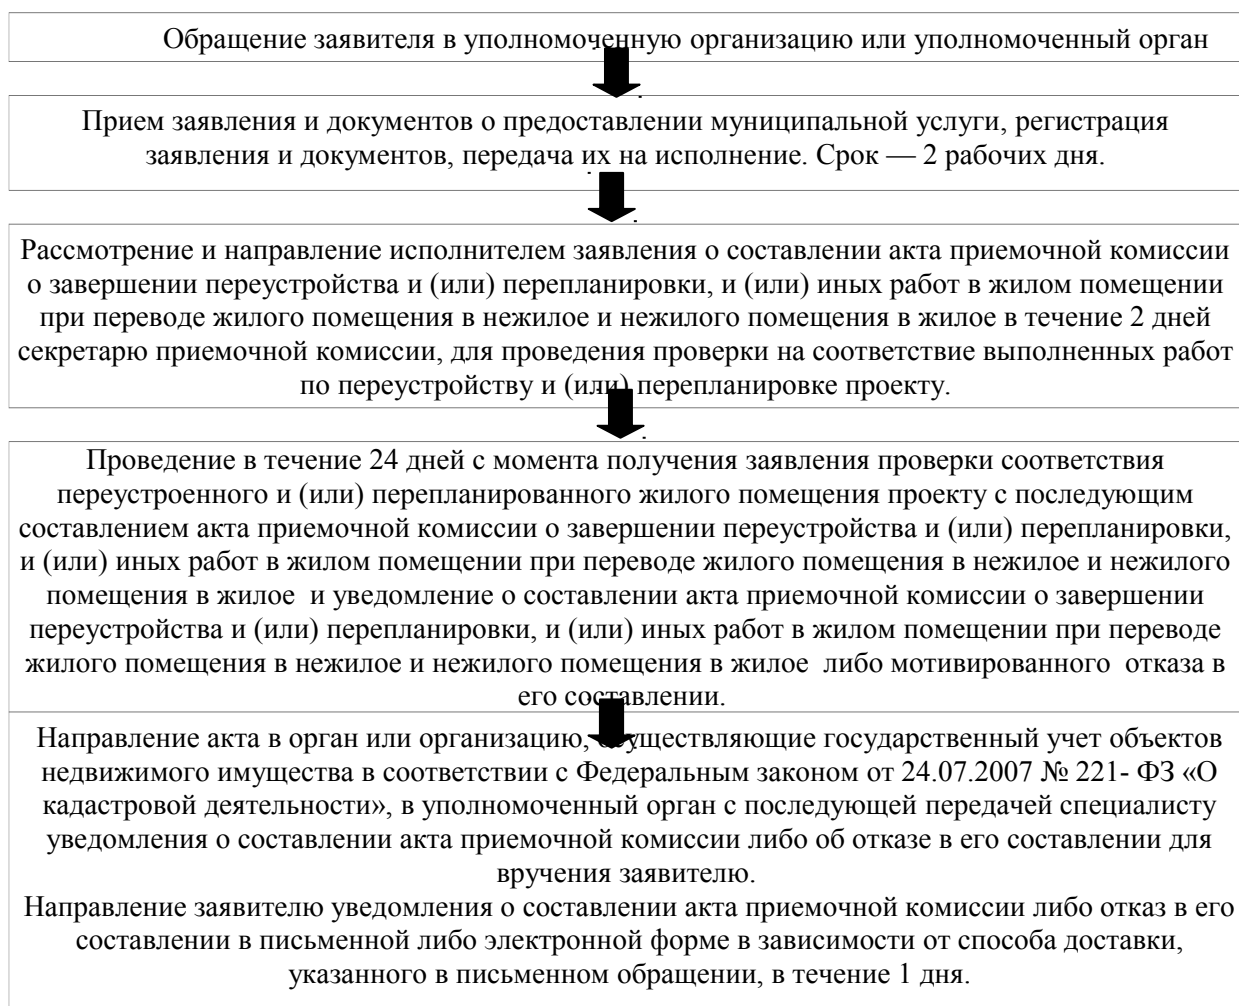 Обращение заявителя в уполномоченную организацию или уполномоченный орган
Прием заявления и документов о предоставлении муниципальной услуги, регистрация
заявления и документов, передача их на исполнение. Срок — 2 рабочих дня.
Рассмотрение и направление исполнителем заявления о составлении акта приемочной комиссии
о завершении переустройства и (или) перепланировки, и (или) иных работ в жилом помещении
при переводе жилого помещения в нежилое и нежилого помещения в жилое в течение 2 дней
секретарю приемочной комиссии, для проведения проверки на соответствие выполненных работ
по переустройству и (или) перепланировке проекту.
Проведение в течение 24 дней с момента получения заявления проверки соответствия
переустроенного и (или) перепланированного жилого помещения проекту с последующим
составлением акта приемочной комиссии о завершении переустройства и (или) перепланировки,
и (или) иных работ в жилом помещении при переводе жилого помещения в нежилое и нежилого
помещения в жилое и уведомление о составлении акта приемочной комиссии о завершении
переустройства и (или) перепланировки, и (или) иных работ в жилом помещении при переводе
жилого помещения в нежилое и нежилого помещения в жилое либо мотивированного отказа в
его составлении.
Направление акта в орган или организацию, осуществляющие государственный учет объектов
недвижимого имущества в соответствии с Федеральным законом от 24.07.2007 № 221- ФЗ «О
кадастровой деятельности», в уполномоченный орган с последующей передачей специалисту
уведомления о составлении акта приемочной комиссии либо об отказе в его составлении для
вручения заявителю.
Направление заявителю уведомления о составлении акта приемочной комиссии либо отказ в его
составлении в письменной либо электронной форме в зависимости от способа доставки,
указанного в письменном обращении, в течение 1 дня.